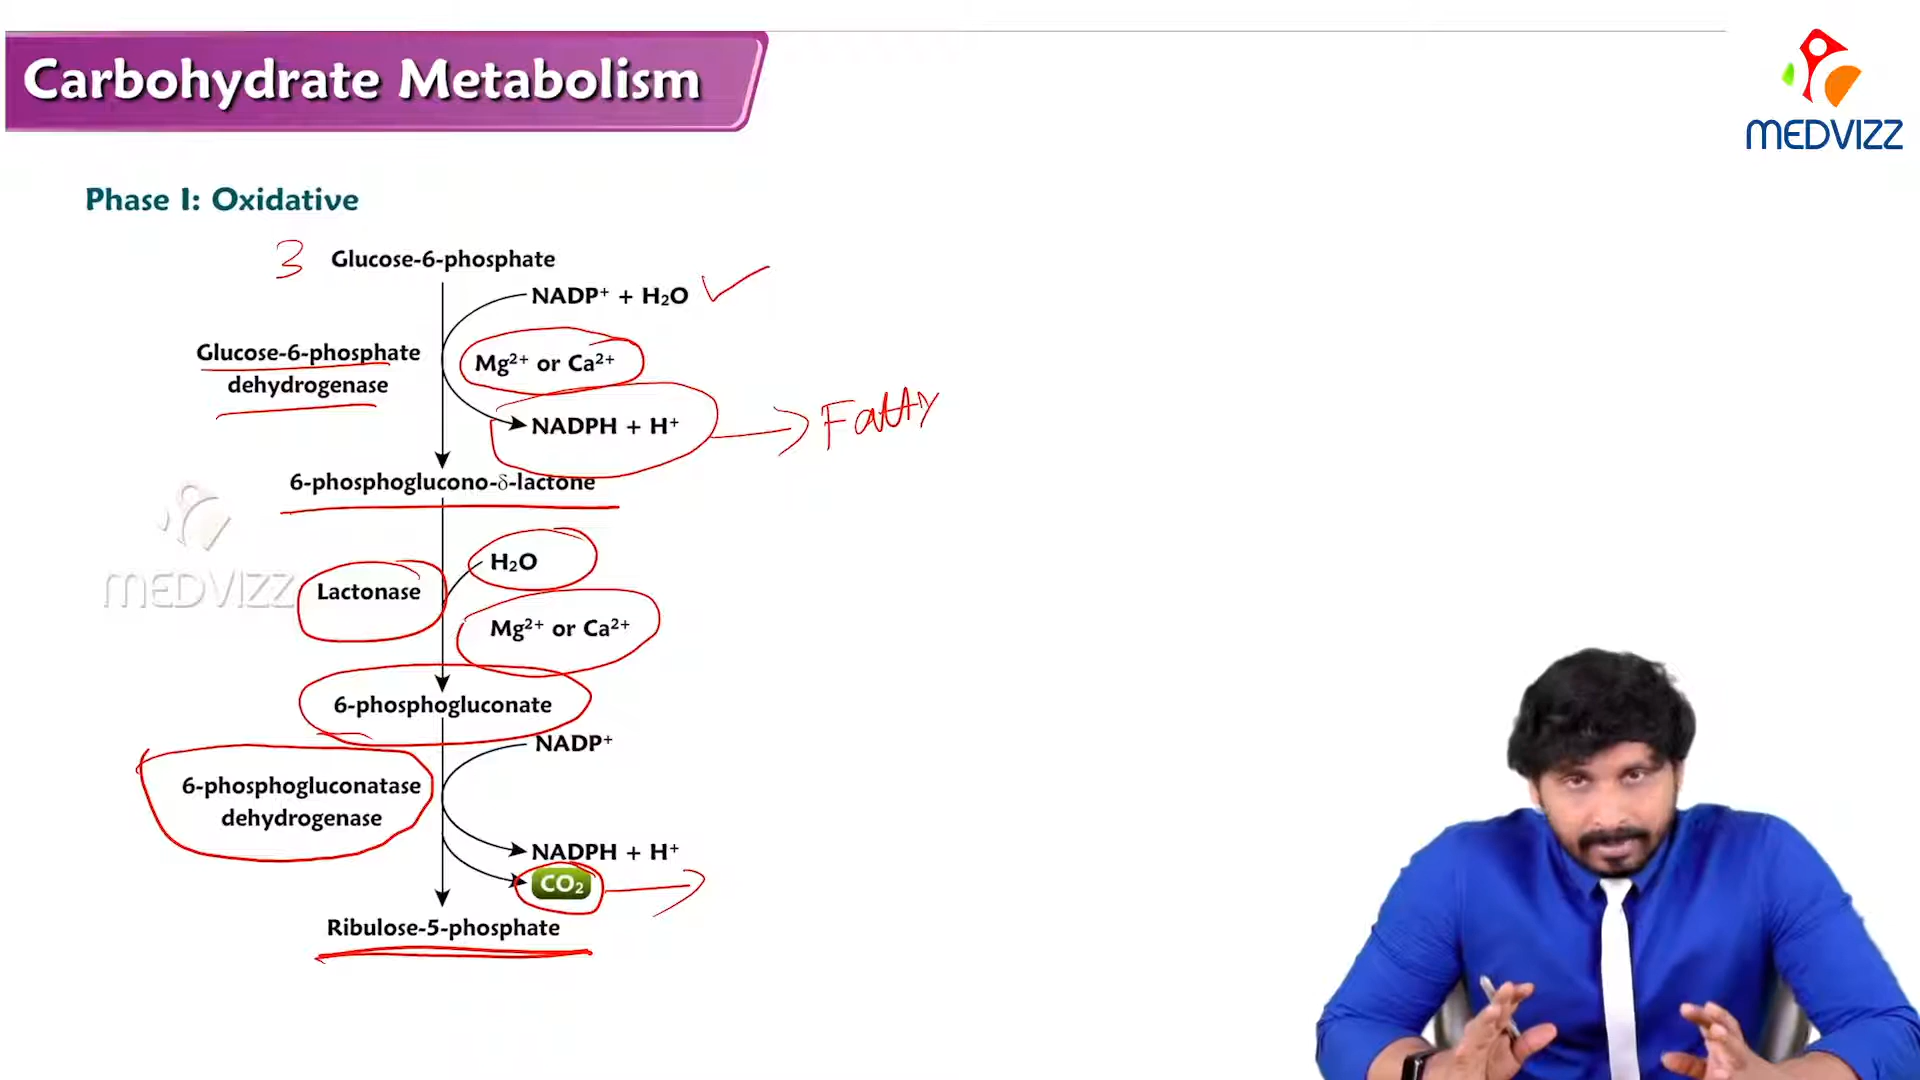 Carbohydrate Metabolism
MEDVIZZ
Phase I: Oxidative
3
Glucose-6-phosphate
NADP⁺ + H₂O
Glucose-6-phosphate
dehydrogenase
Mg²⁺ or Ca²⁺
NADPH + H⁺
Fatty
6-phosphoglucono-δ-lactone
H₂O
Lactonase
MEDVIZZ
Mg²⁺ or Ca²⁺
6-phosphogluconate
NADP⁺
6-phosphogluconatase
dehydrogenase
NADPH + H⁺
CO₂
Ribulose-5-phosphate